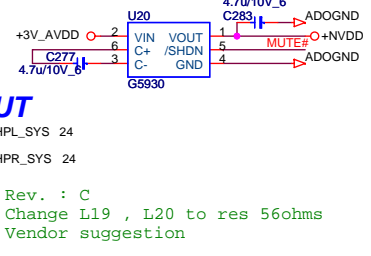 4.7u/10V_6
U20 C283 ADOGND
+3V_AVDD 2 VIN VOUT 1 +NVDD
6 C+ /SHDN 5 MUTE#
C277 3 C- GND 4 ADOGND
4.7u/10V_6
G5930
UT
HPL_SYS 24
HPR_SYS 24
Rev. : C
Change L19 , L20 to res 56ohms
Vendor suggestion